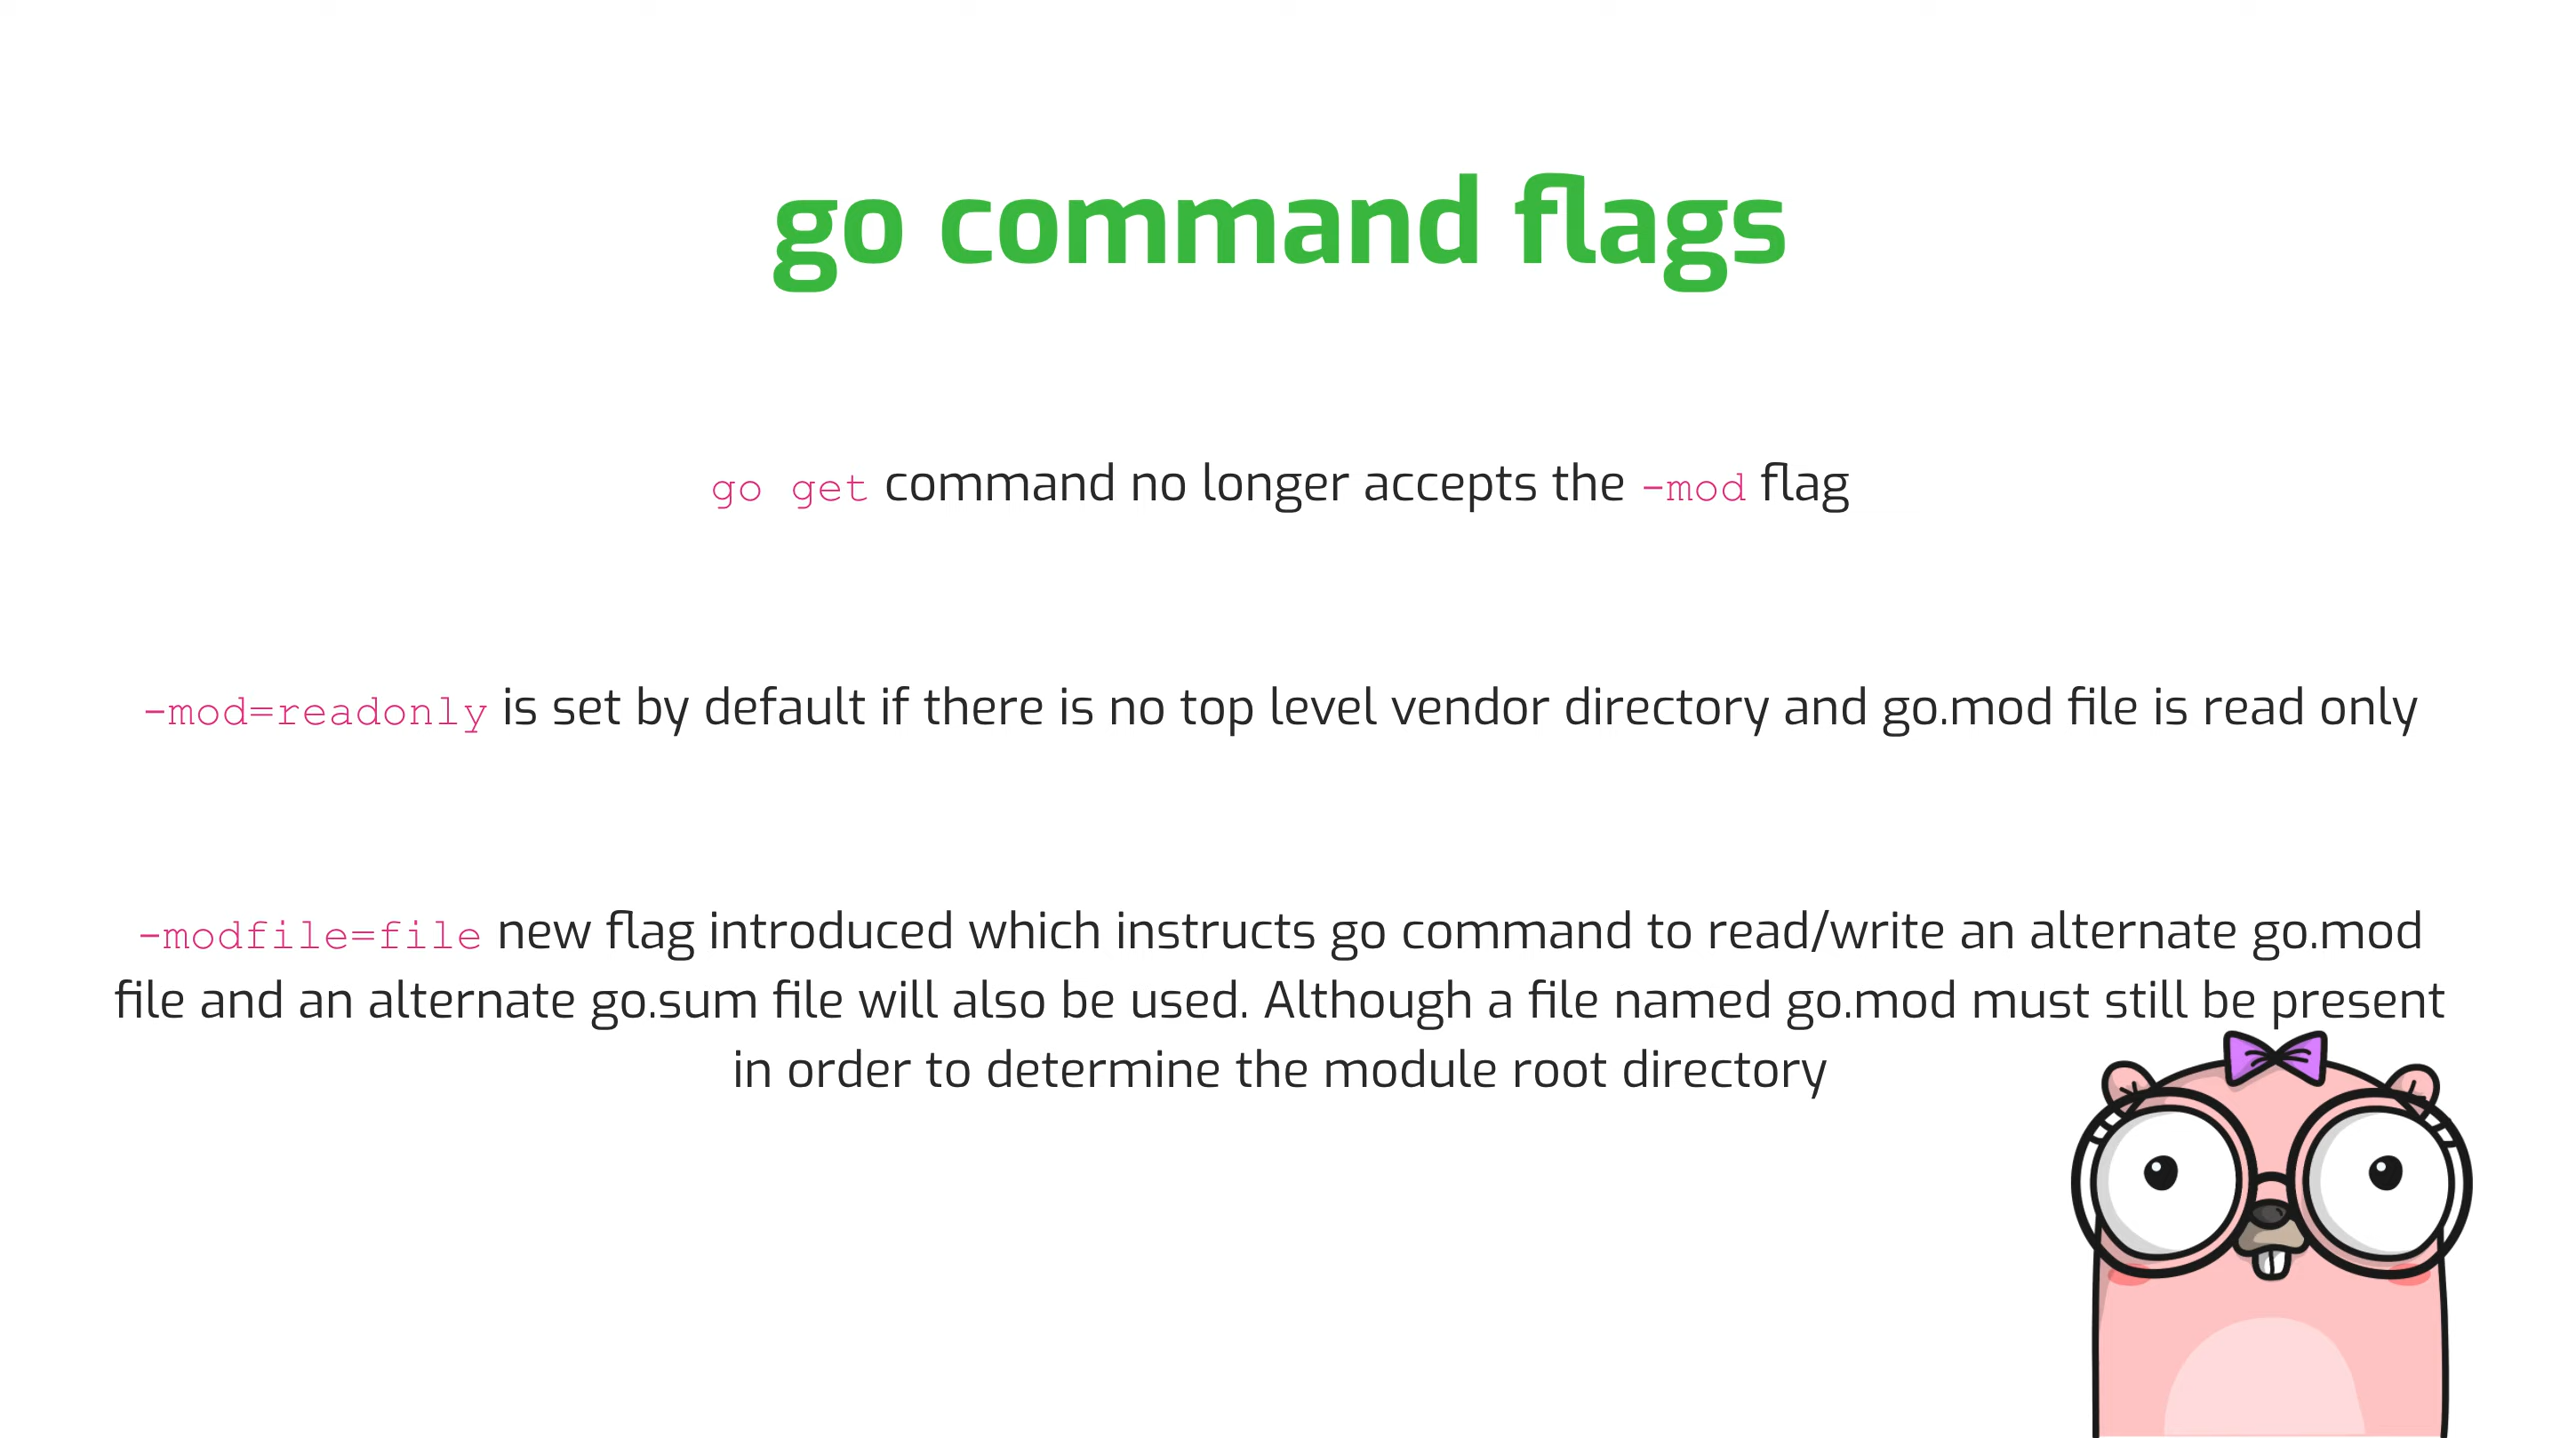 go command flags
go get command no longer accepts the -mod flag
-mod=readonly is set by default if there is no top level vendor directory and go.mod file is read only
-modfile=file new flag introduced which instructs go command to read/write an alternate go.mod
file and an alternate go.sum file will also be used. Although a file named go.mod must still be present
in order to determine the module root directory